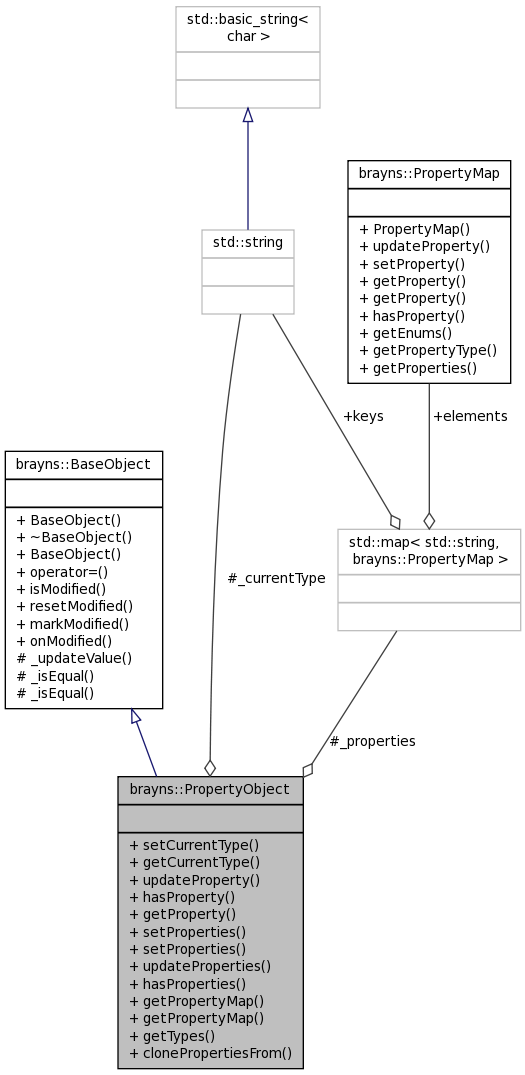 std::basic_string<
char >
std::string
brayns::PropertyMap
+ PropertyMap()
+ updateProperty()
+ setProperty()
+ getProperty()
+ getProperty()
+ hasProperty()
+ getEnums()
+ getPropertyType()
+ getProperties()
+keys
+elements
brayns::BaseObject
+ BaseObject()
+ ~BaseObject()
+ BaseObject()
+ operator=()
+ isModified()
+ resetModified()
+ markModified()
+ onModified()
# _updateValue()
# _isEqual()
# _isEqual()
std::map< std::string,
brayns::PropertyMap >
#_currentType
#_properties
brayns::PropertyObject
+ setCurrentType()
+ getCurrentType()
+ updateProperty()
+ hasProperty()
+ getProperty()
+ setProperties()
+ setProperties()
+ updateProperties()
+ hasProperties()
+ getPropertyMap()
+ getPropertyMap()
+ getTypes()
+ clonePropertiesFrom()